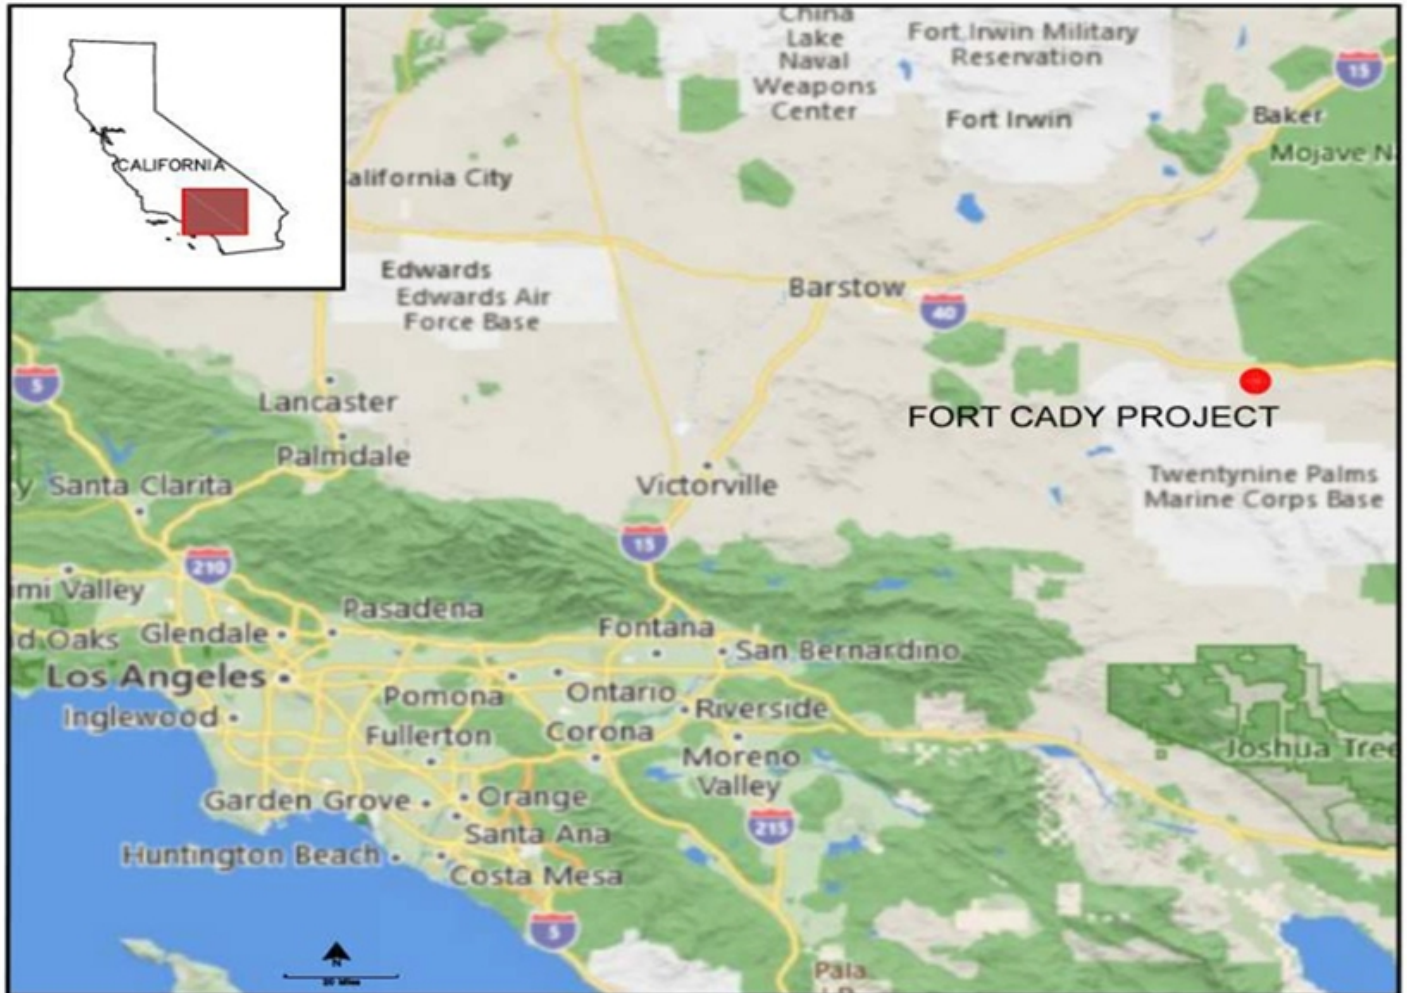 CALIFORNIA
China
Lake
Naval
Weapons
Center
Fort Irwin Military
Reservation
Fort Irwin
15
Baker
Mojave N
alifornia City
Edwards
Edwards Air
Force Base
Barstow
40
5
Lancaster
Palmdale
FORT CADY PROJECT
Twentynine Palms
Marine Corps Base
y
Santa Clarita
Victorville
15
210
imi Valley
Pasadena
d Oaks
Glendale
Fontana
San Bernardino
Los Angeles
Pomona
Ontario
Riverside
Inglewood
Fullerton
Corona
Moreno
Valley
Joshua Tree
Garden Grove
Orange
Santa Ana
215
Huntington Beach
Costa Mesa
5
N
20 Miles
Pala